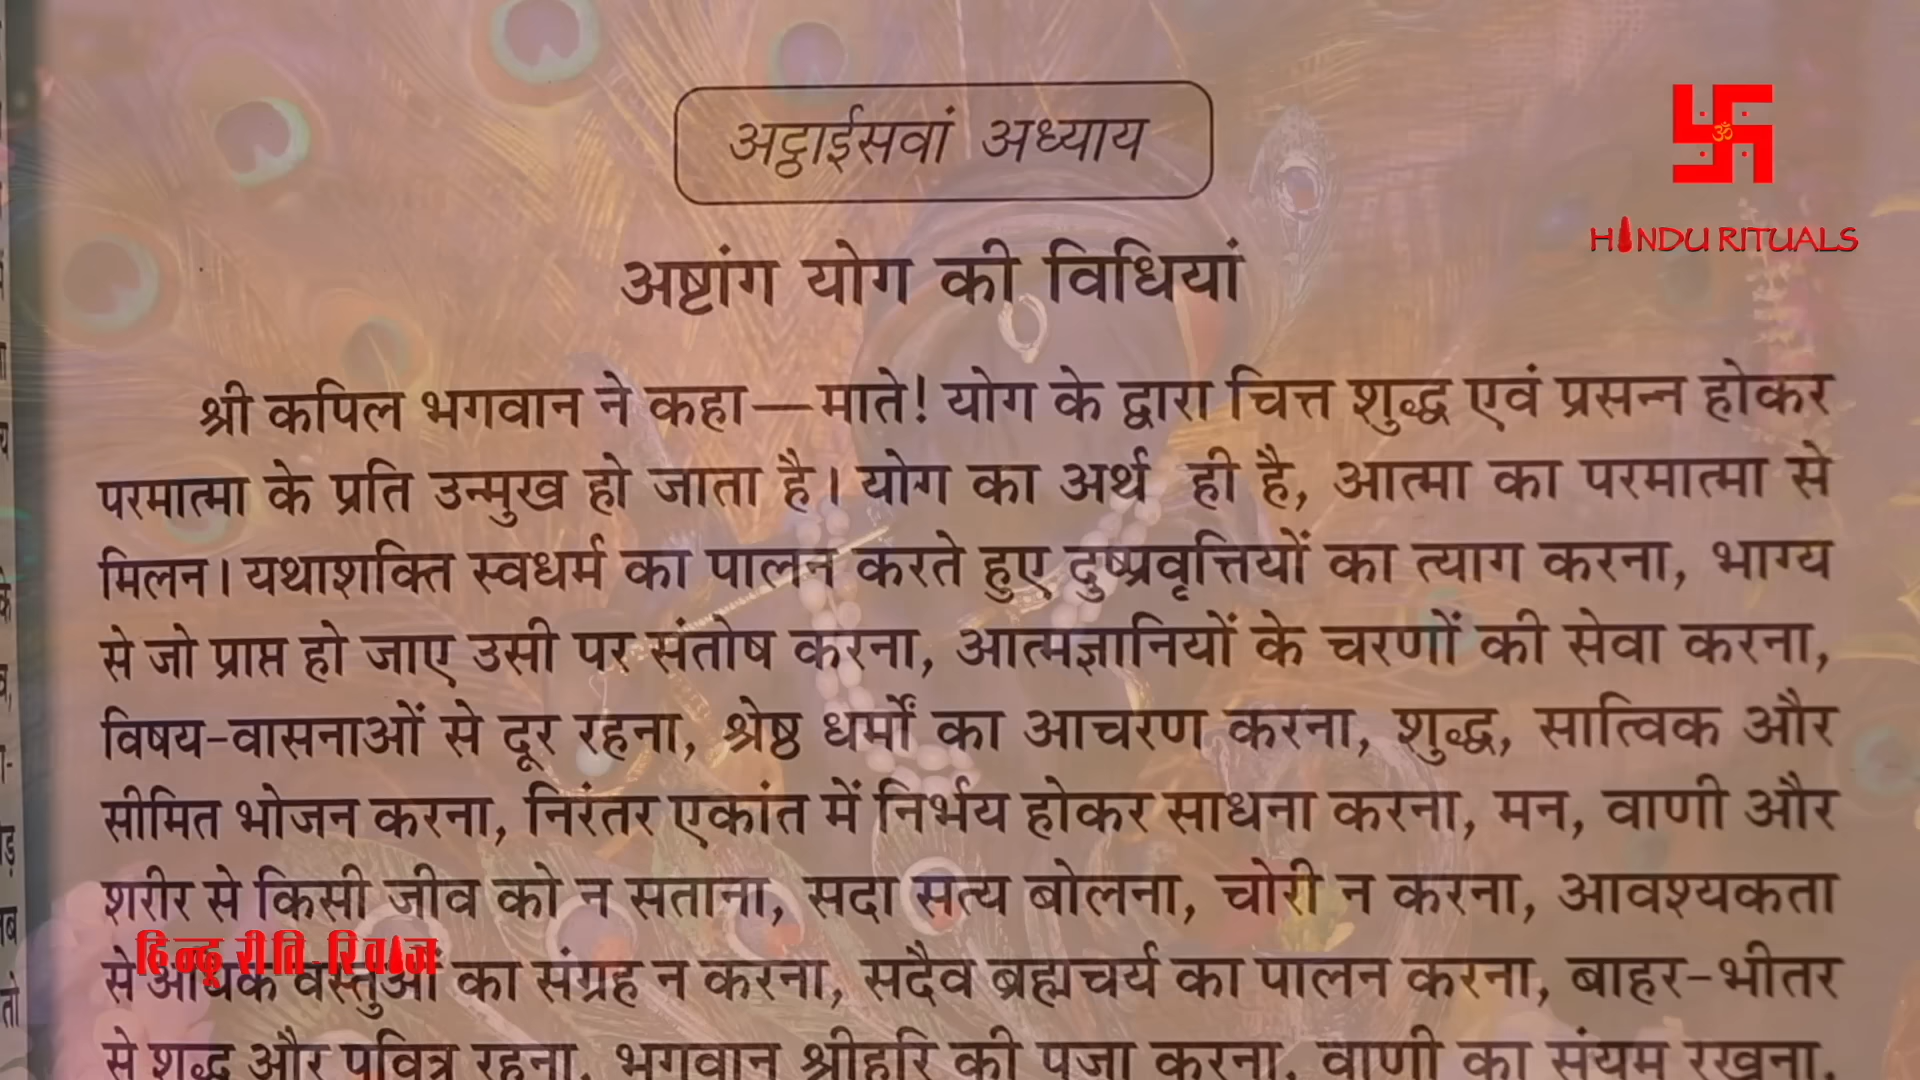 अट्ठाईसवां अध्याय
HINDU RITUALS
अष्टांग योग की विधियां
श्री कपिल भगवान ने कहा—माते! योग के द्वारा चित्त शुद्ध एवं प्रसन्न होकर
परमात्मा के प्रति उन्मुख हो जाता है। योग का अर्थ ही है, आत्मा का परमात्मा से
मिलन। यथाशक्ति स्वधर्म का पालन करते हुए दुष्प्रवृत्तियों का त्याग करना, भाग्य
से जो प्राप्त हो जाए उसी पर संतोष करना, आत्मज्ञानियों के चरणों की सेवा करना,
विषय-वासनाओं से दूर रहना, श्रेष्ठ धर्मों का आचरण करना, शुद्ध, सात्विक और
सीमित भोजन करना, निरंतर एकांत में निर्भय होकर साधना करना, मन, वाणी और
शरीर से किसी जीव को न सताना, सदा सत्य बोलना, चोरी न करना, आवश्यकता
हिन्दू रीति-रिवाज
से अधिक वस्तुओं का संग्रह न करना, सदैव ब्रह्मचर्य का पालन करना, बाहर-भीतर
से शुद्ध और पवित्र रहना, भगवान श्रीहरि की पूजा करना, वाणी का संयम रखना,